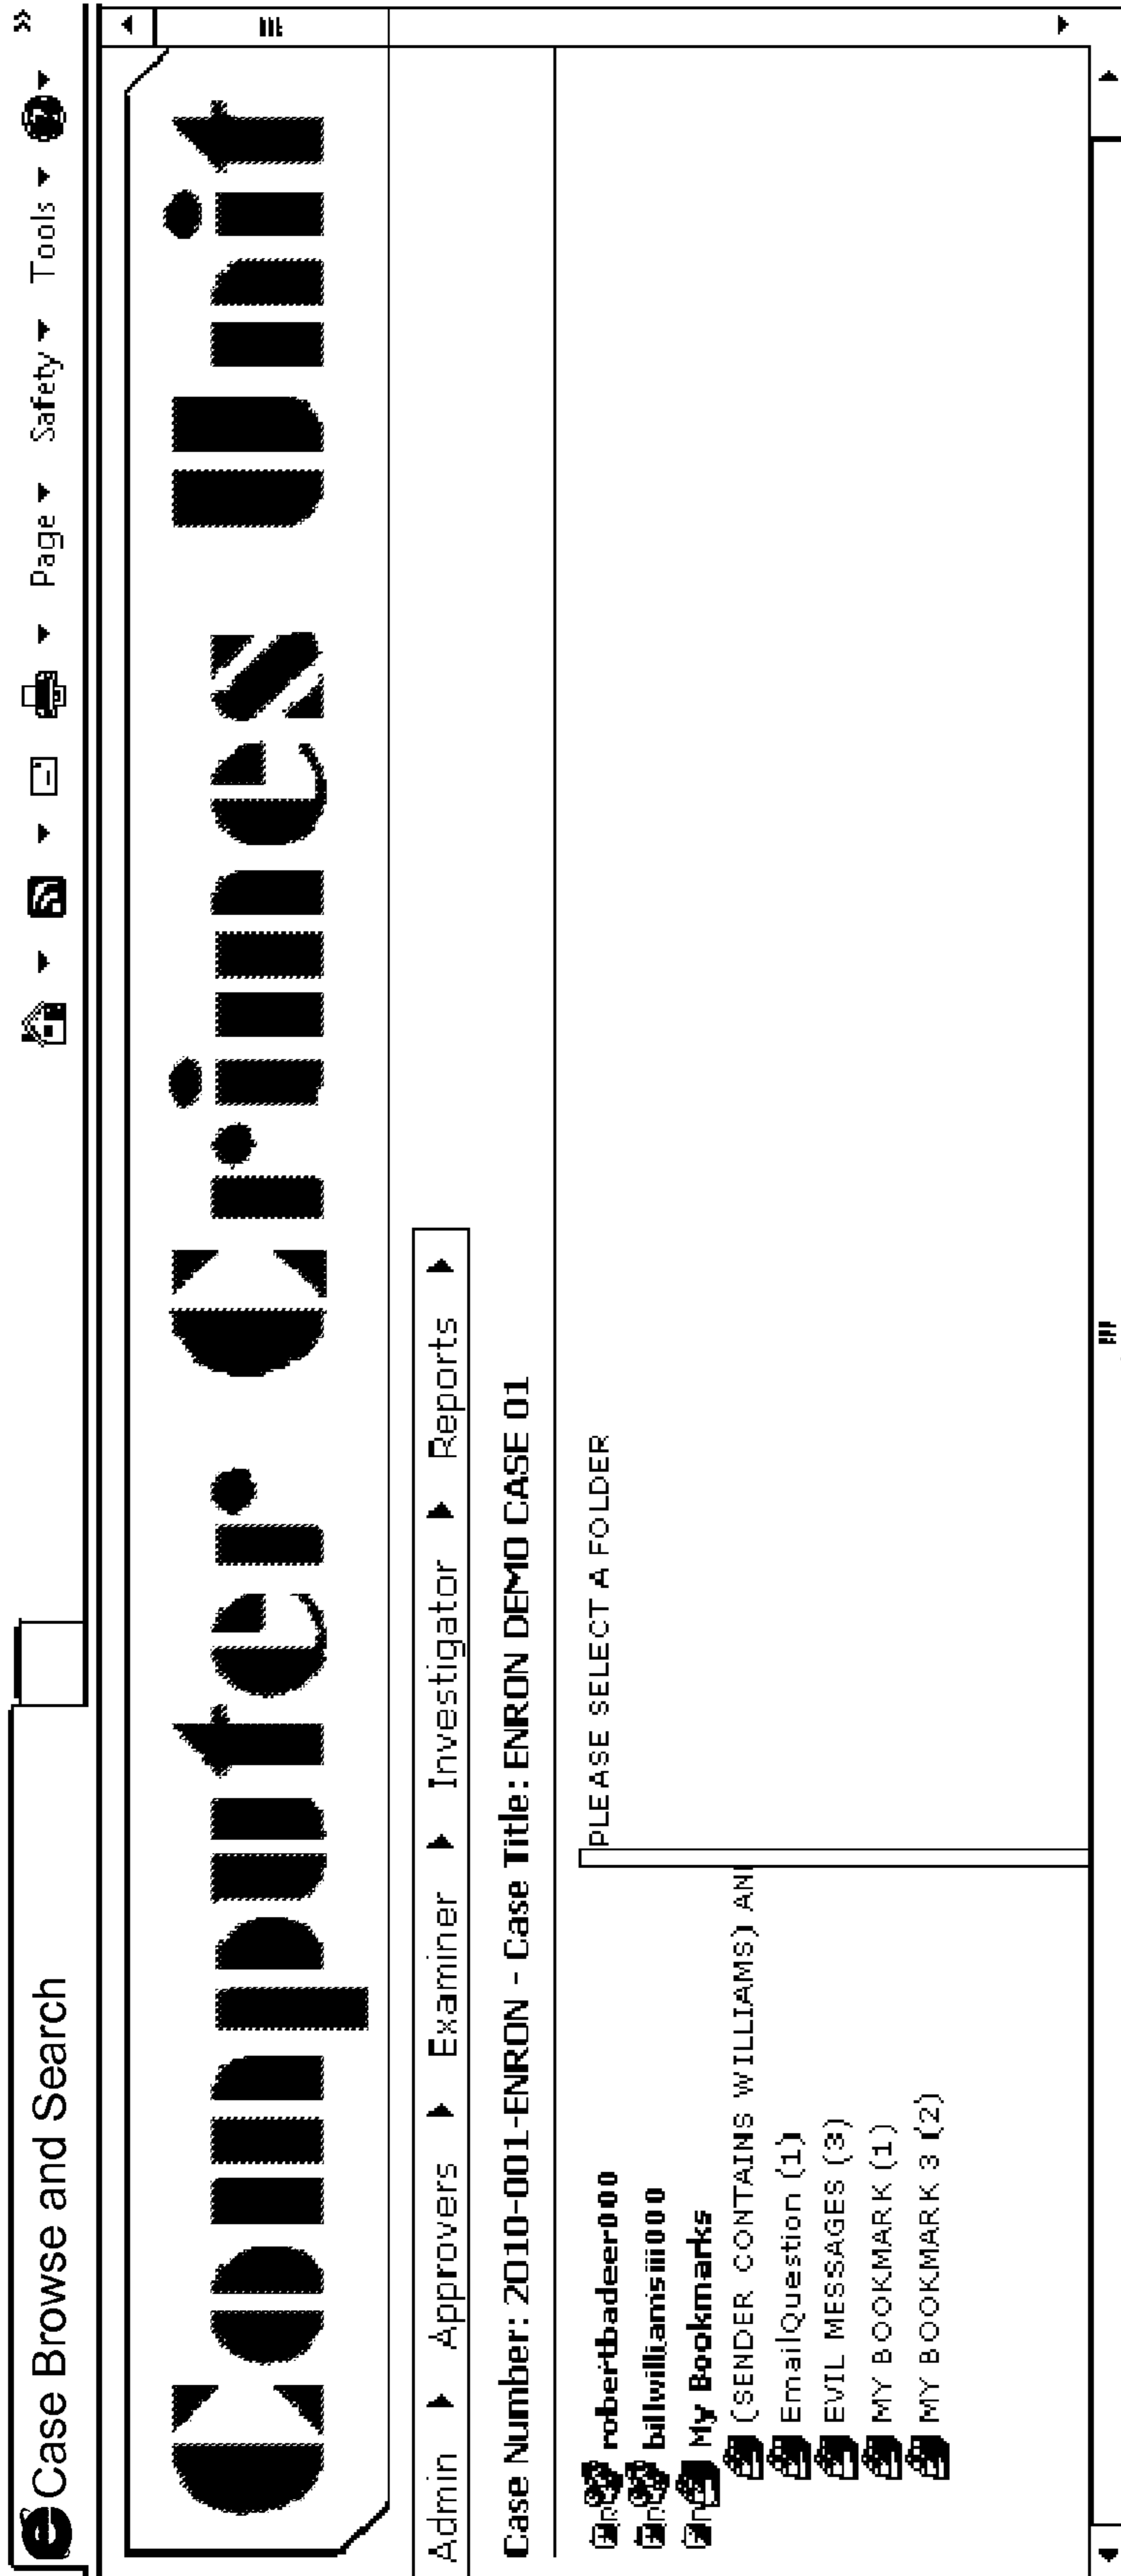 Case Browse and Search
Page Safety Tools
Computer Crimes Unit
Admin Approvers Examiner Investigator Reports
Case Number: 2010-001-ENRON - Case Title: ENRON DEMO CASE 01
PLEASE SELECT A FOLDER
robertbadeer000
billwilliamsiii000
My Bookmarks
(SENDER CONTAINS WILLIAMS) AN
EmailQuestion (1)
EVIL MESSAGES (3)
MY BOOKMARK (1)
MY BOOKMARK 3 (2)